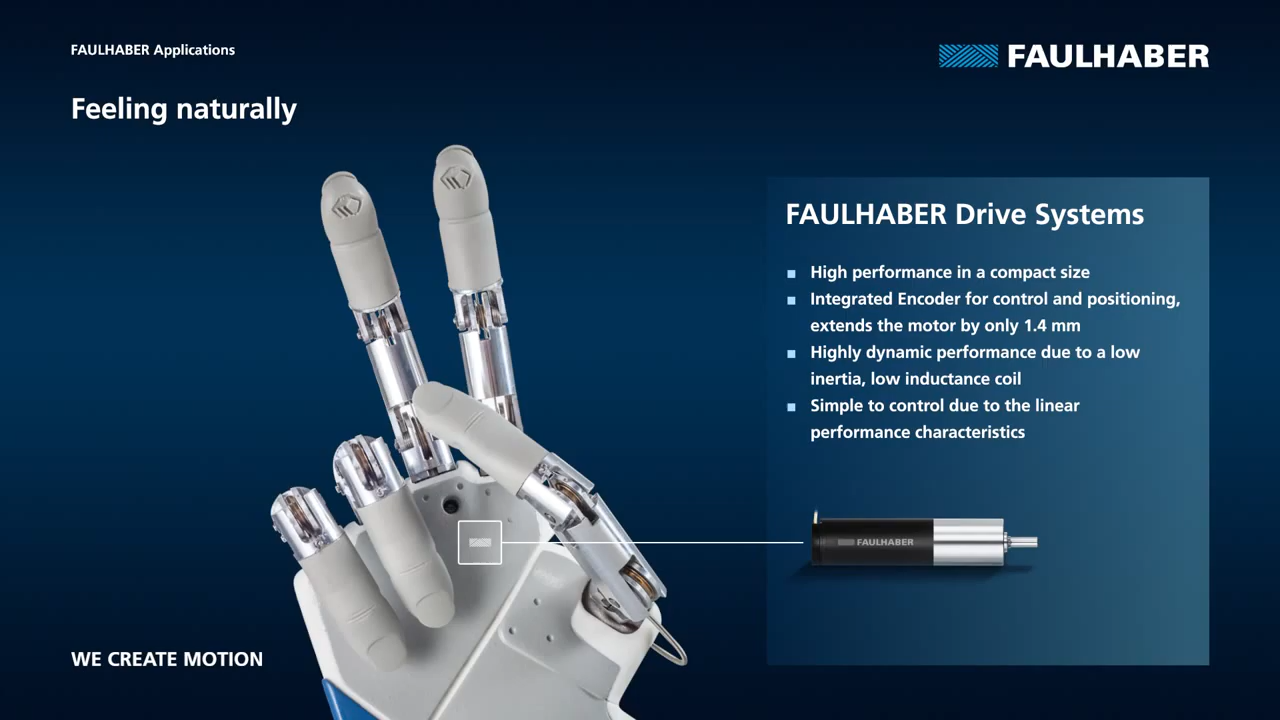 FAULHABER Applications
FAULHABER
Feeling naturally
FAULHABER Drive Systems
High performance in a compact size
Integrated Encoder for control and positioning,
extends the motor by only 1.4 mm
Highly dynamic performance due to a low
inertia, low inductance coil
Simple to control due to the linear
performance characteristics
FAULHABER
WE CREATE MOTION